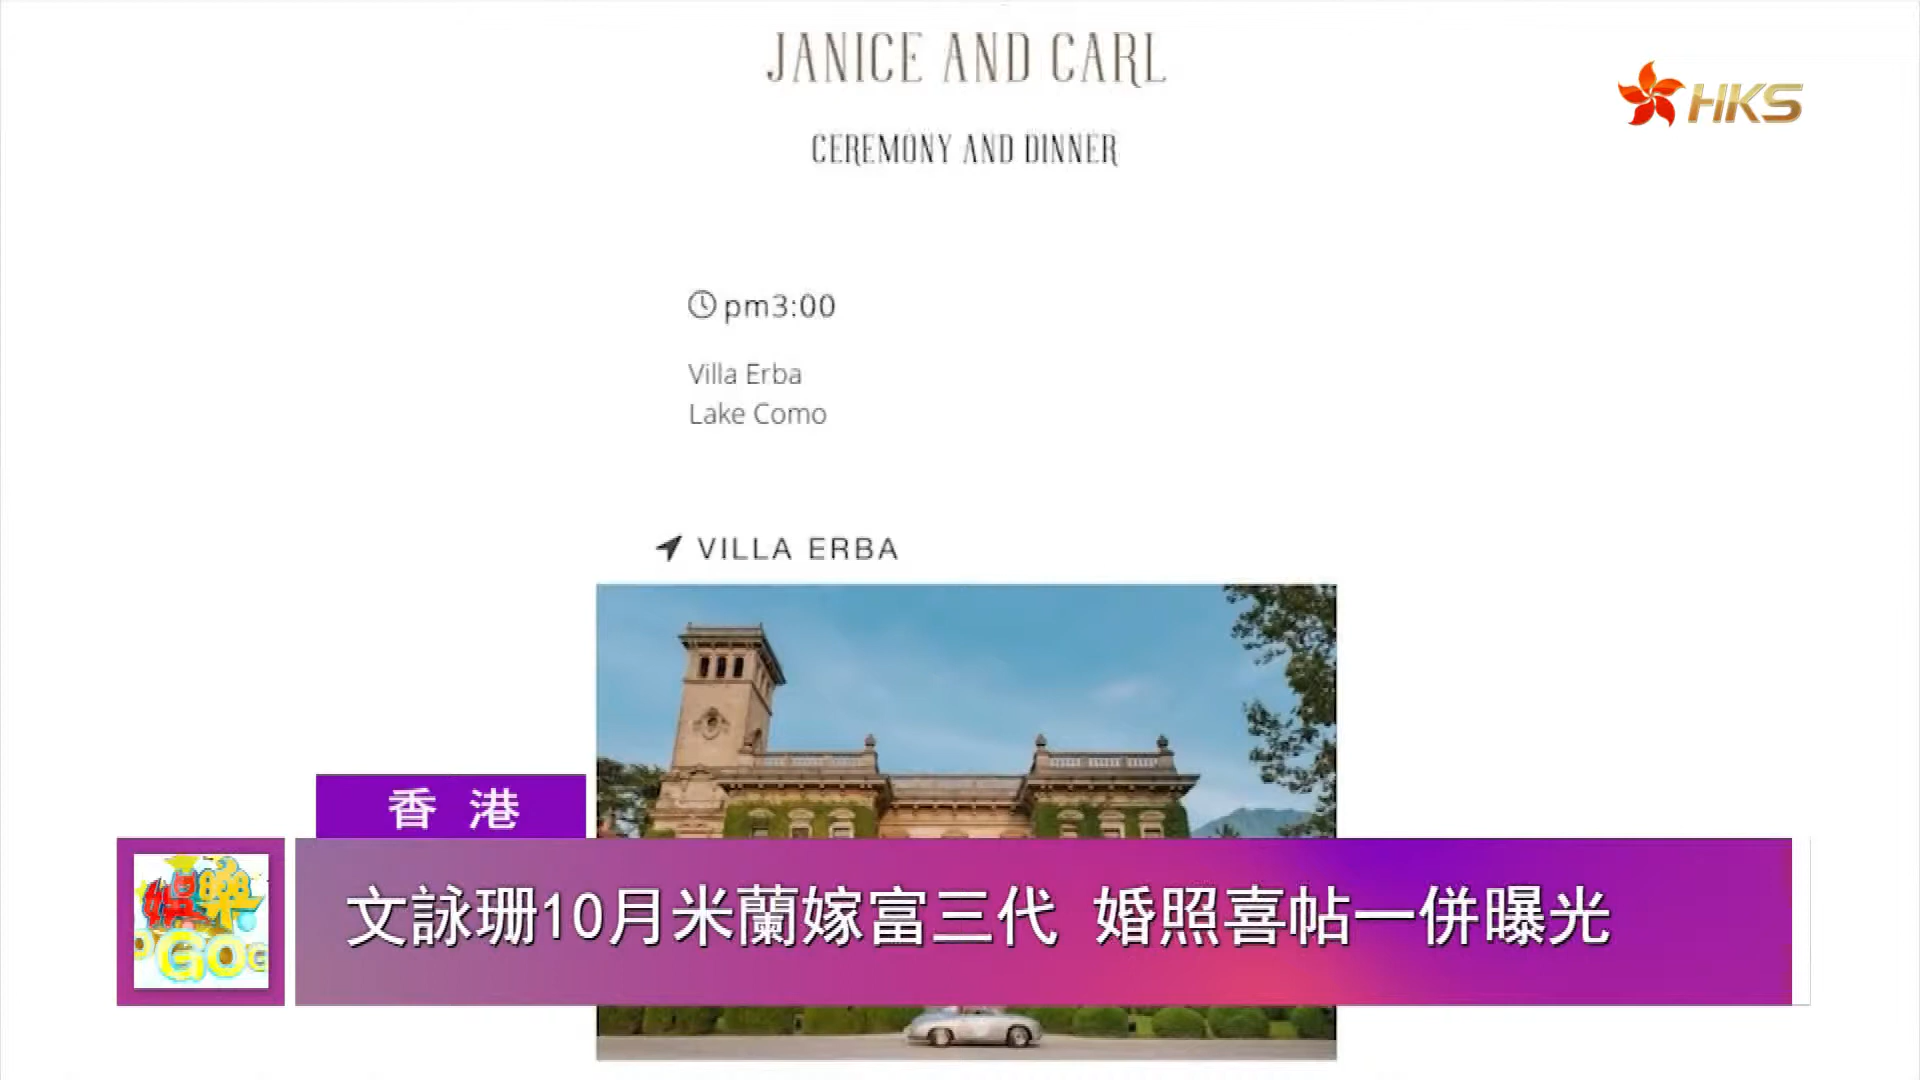 JANICE AND CARL
HKS
CEREMONY AND DINNER
pm3:00
Villa Erba
Lake Como
VILLA ERBA
香港
娛樂
GOGO
文詠珊10月米蘭嫁富三代 婚照喜帖一併曝光